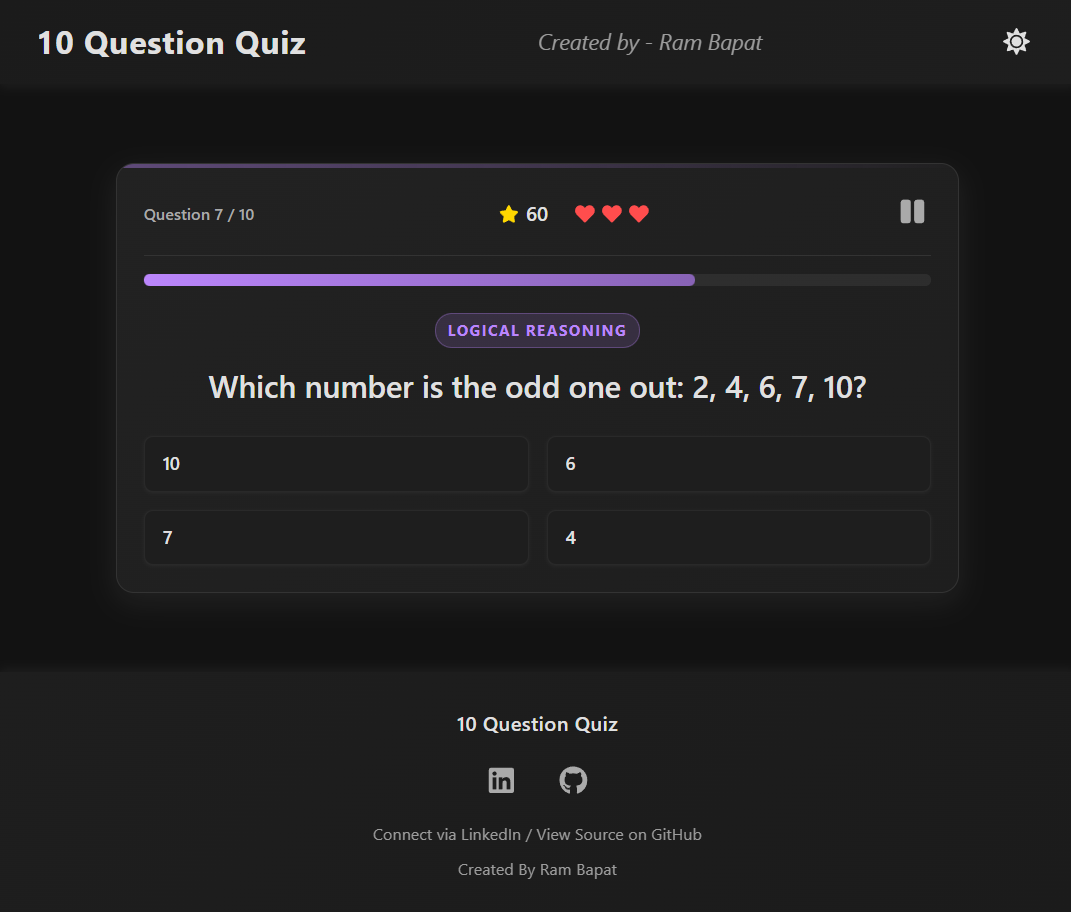 10 Question Quiz
Created by - Ram Bapat
Question 7 / 10
60
LOGICAL REASONING
Which number is the odd one out: 2, 4, 6, 7, 10?
10
6
7
4
10 Question Quiz
Connect via LinkedIn / View Source on GitHub
Created By Ram Bapat